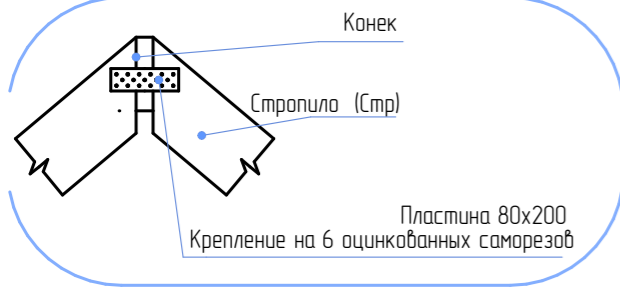 Конек
Стропило (Стр)
Пластина 80х200
Крепление на 6 оцинкованных саморезов